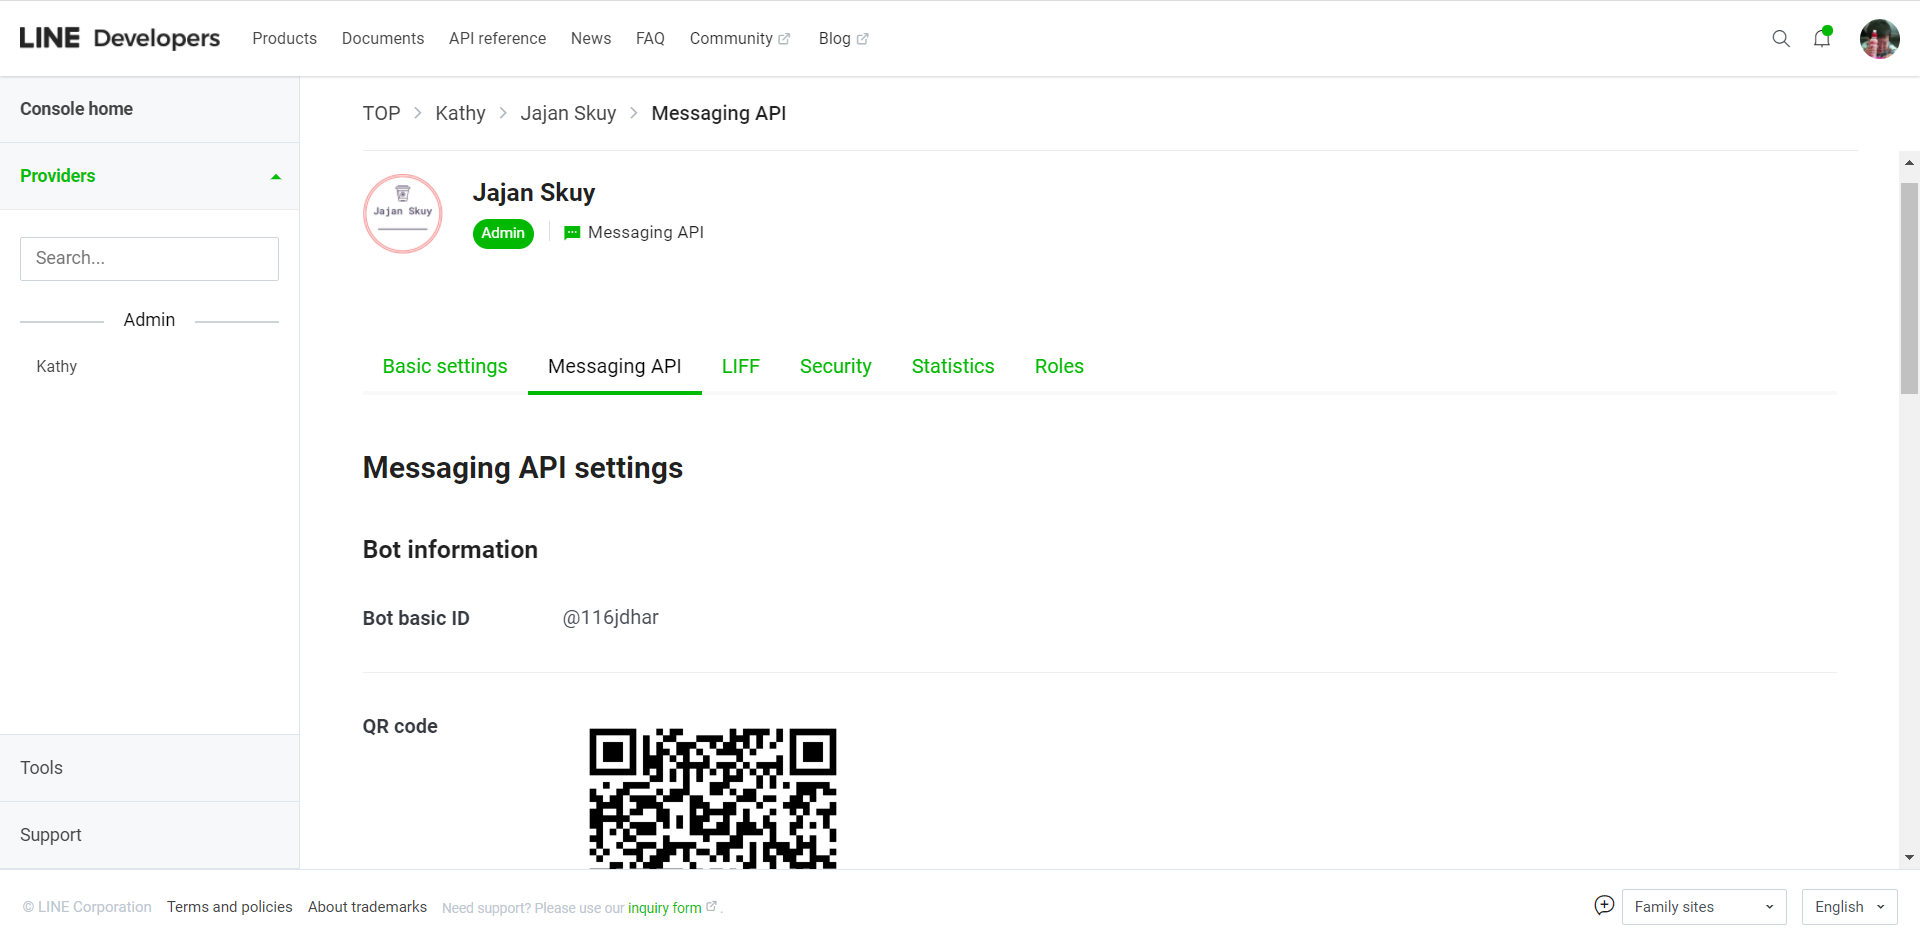 LINE Developers Products Documents API reference News FAQ Community Blog
Console home
Providers
Search...
Admin
Kathy
Tools
Support
TOP > Kathy > Jajan Skuy > Messaging API
Jajan Skuy
Jajan Skuy
Admin Messaging API
Basic settings Messaging API LIFF Security Statistics Roles
Messaging API settings
Bot information
Bot basic ID @116jdhar
QR code
© LINE Corporation Terms and policies About trademarks Need support? Please use our inquiry form .
Family sites English